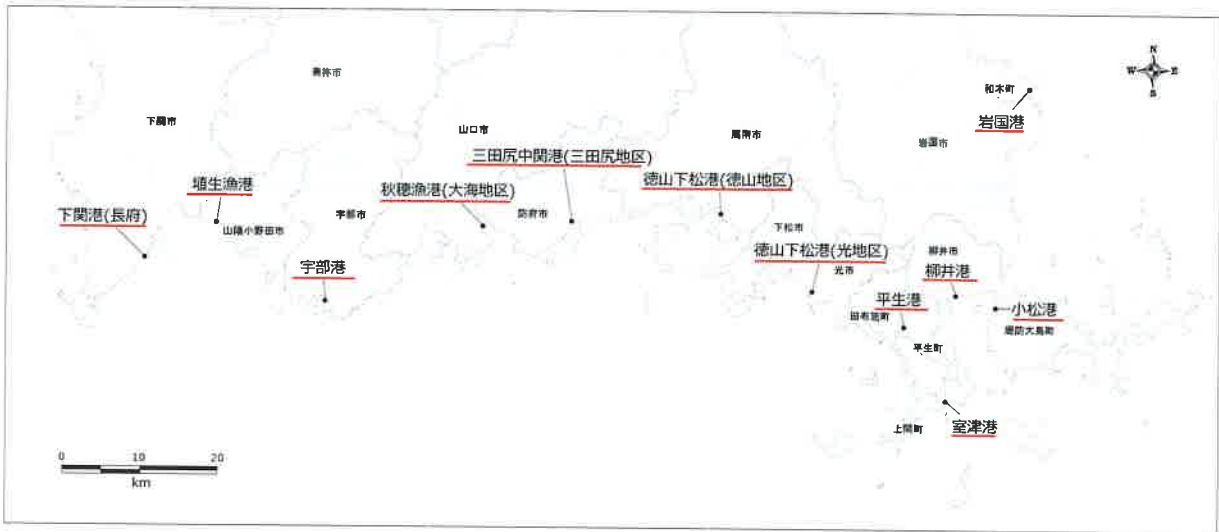 N
W E
S
美祢市
和木町
下關市
山口市
周南市
岩国港
岩国市
三田尻中関港(三田尻地区)
埴生漁港
秋穂漁港(大海地区)
徳山下松港(徳山地区)
下関港(長府)
宇部市
防府市
山陽小野田市
下松市
徳山下松港(光地区)
柳井市
宇部港
光市
柳井港
平生港
小松港
田布施町
周防大島町
平生町
上関町
室津港
0 10 20
km